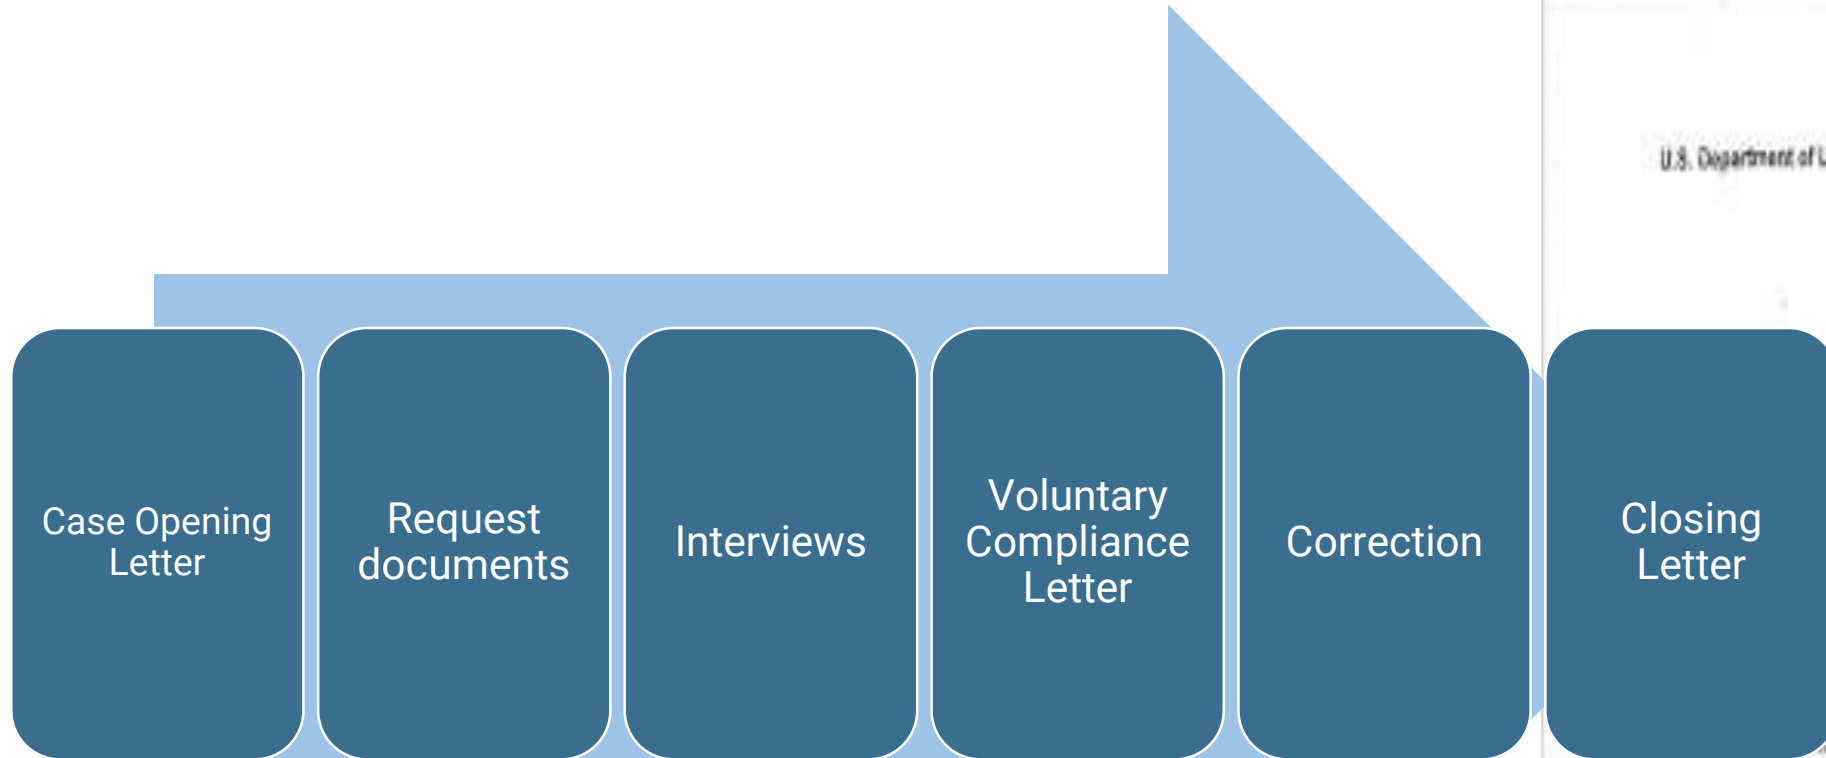 U.S. Department of
Case Opening
Letter
Request
documents
Interviews
Voluntary
Compliance
Letter
Correction
Closing
Letter